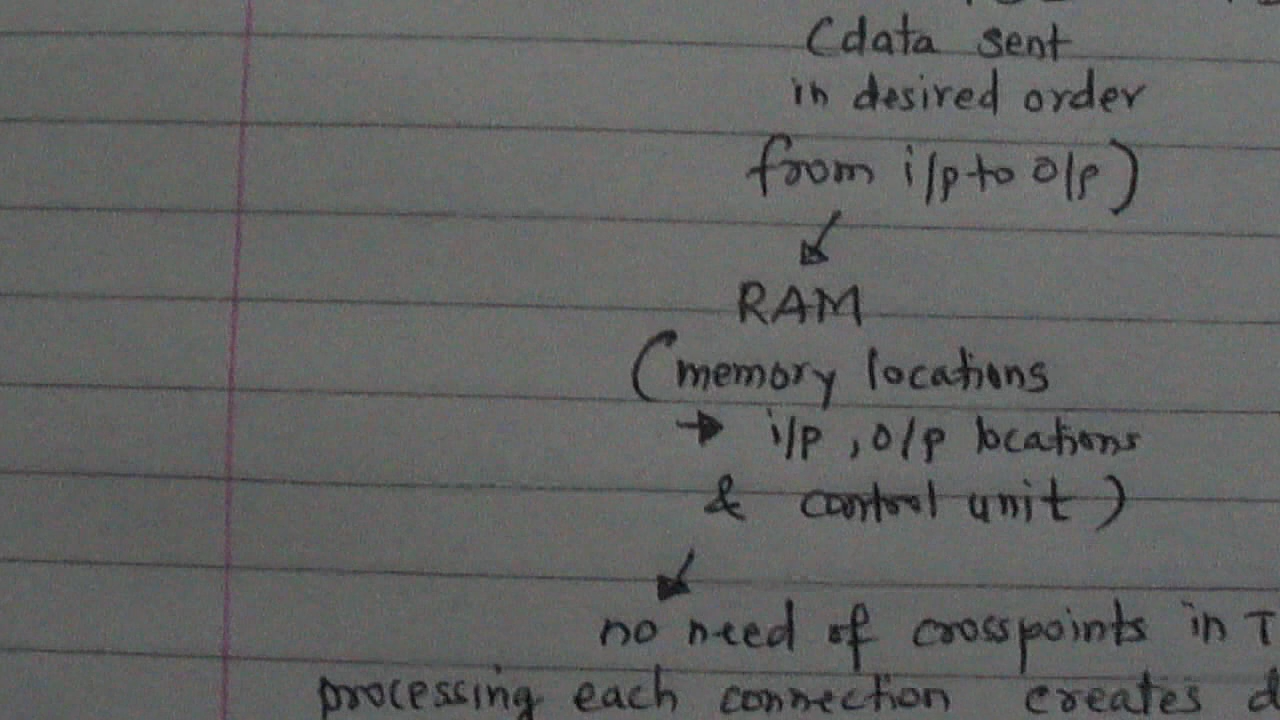 (data sent
in desired order
from i/p to o/p)
RAM
(memory locations
→ i/p, o/p locations
& control unit)
no need of crosspoints in T
processing each connection creates d